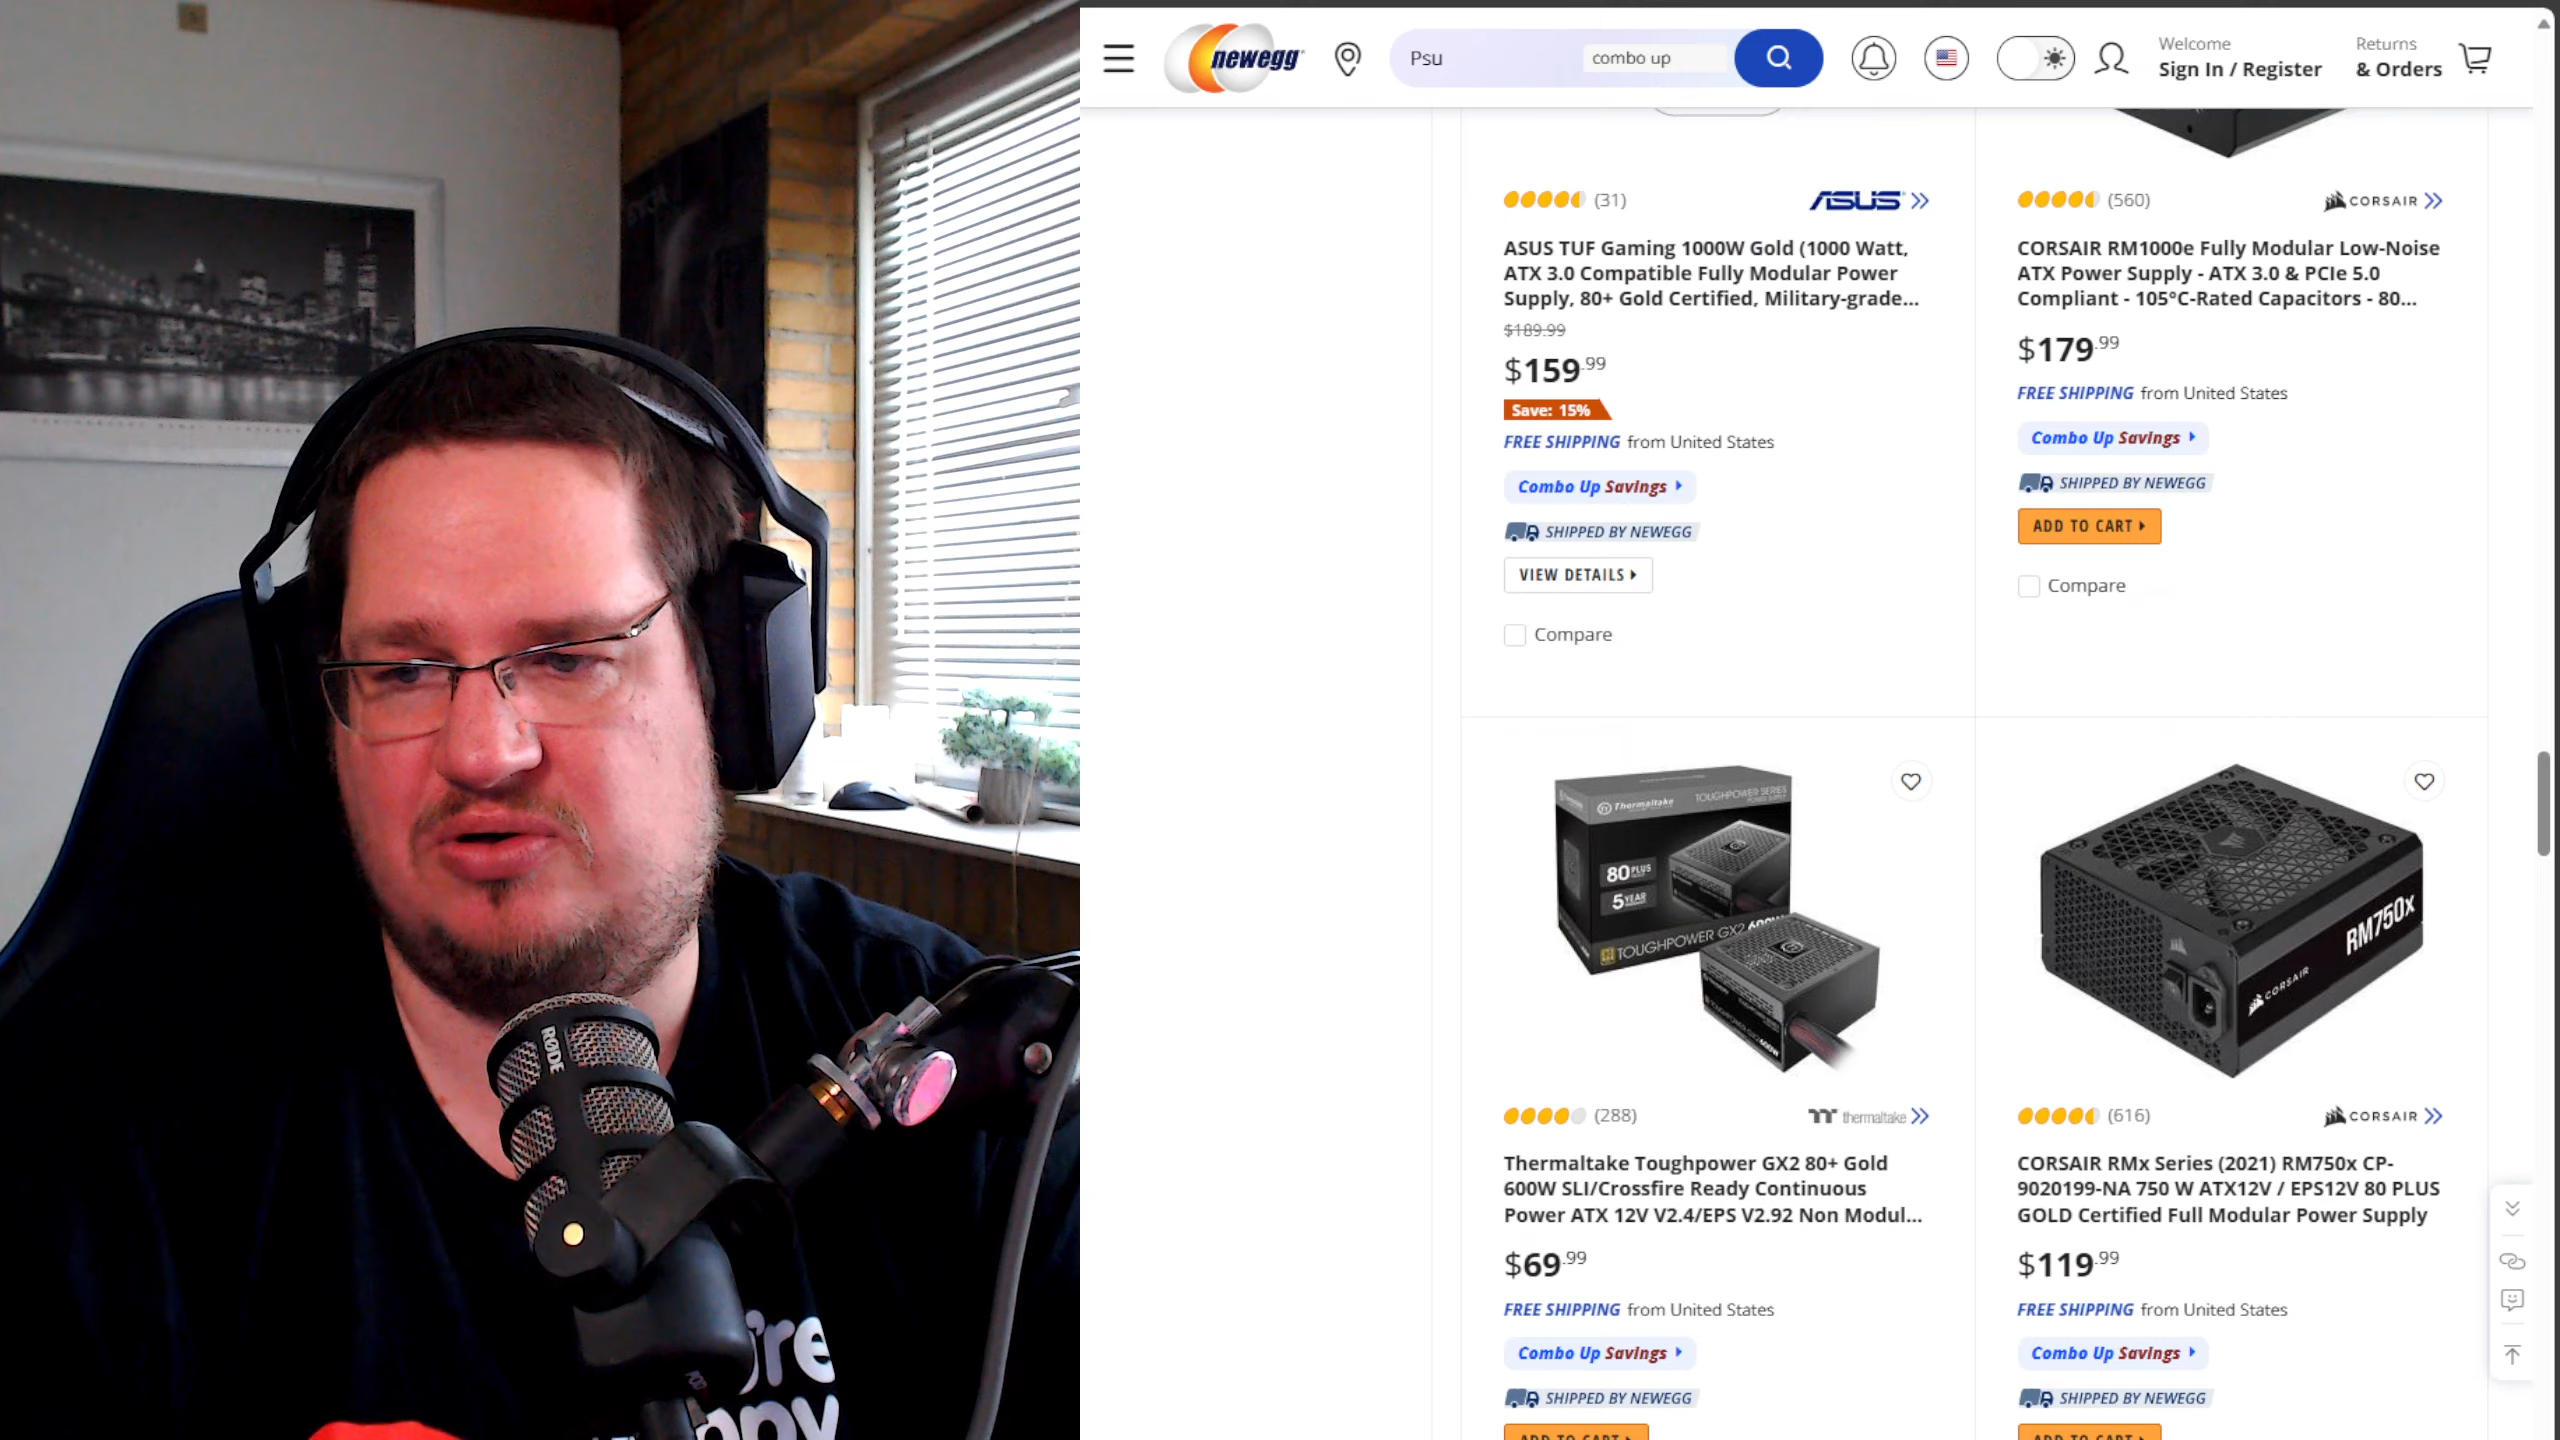 newegg
Psu
combo up
Welcome
Sign In / Register
Returns
& Orders
(31)
ASUS
ASUS TUF Gaming 1000W Gold (1000 Watt,
ATX 3.0 Compatible Fully Modular Power
Supply, 80+ Gold Certified, Military-grade...
$189.99
$159.99
Save: 15%
FREE SHIPPING from United States
Combo Up Savings
SHIPPED BY NEWEGG
VIEW DETAILS
Compare
(560)
CORSAIR
CORSAIR RM1000e Fully Modular Low-Noise
ATX Power Supply - ATX 3.0 & PCIe 5.0
Compliant - 105°C-Rated Capacitors - 80...
$179.99
FREE SHIPPING from United States
Combo Up Savings
SHIPPED BY NEWEGG
ADD TO CART
Compare
Thermaltake
TOUGHPOWER SERIES
80 PLUS
5 YEAR
TOUGHPOWER GX2 600W
(288)
thermaltake
Thermaltake Toughpower GX2 80+ Gold
600W SLI/Crossfire Ready Continuous
Power ATX 12V V2.4/EPS V2.92 Non Modul...
$69.99
FREE SHIPPING from United States
Combo Up Savings
SHIPPED BY NEWEGG
ADD TO CART
RM750x
CORSAIR
(616)
CORSAIR
CORSAIR RMx Series (2021) RM750x CP-
9020199-NA 750 W ATX12V / EPS12V 80 PLUS
GOLD Certified Full Modular Power Supply
$119.99
FREE SHIPPING from United States
Combo Up Savings
SHIPPED BY NEWEGG
ADD TO CART
RØDE